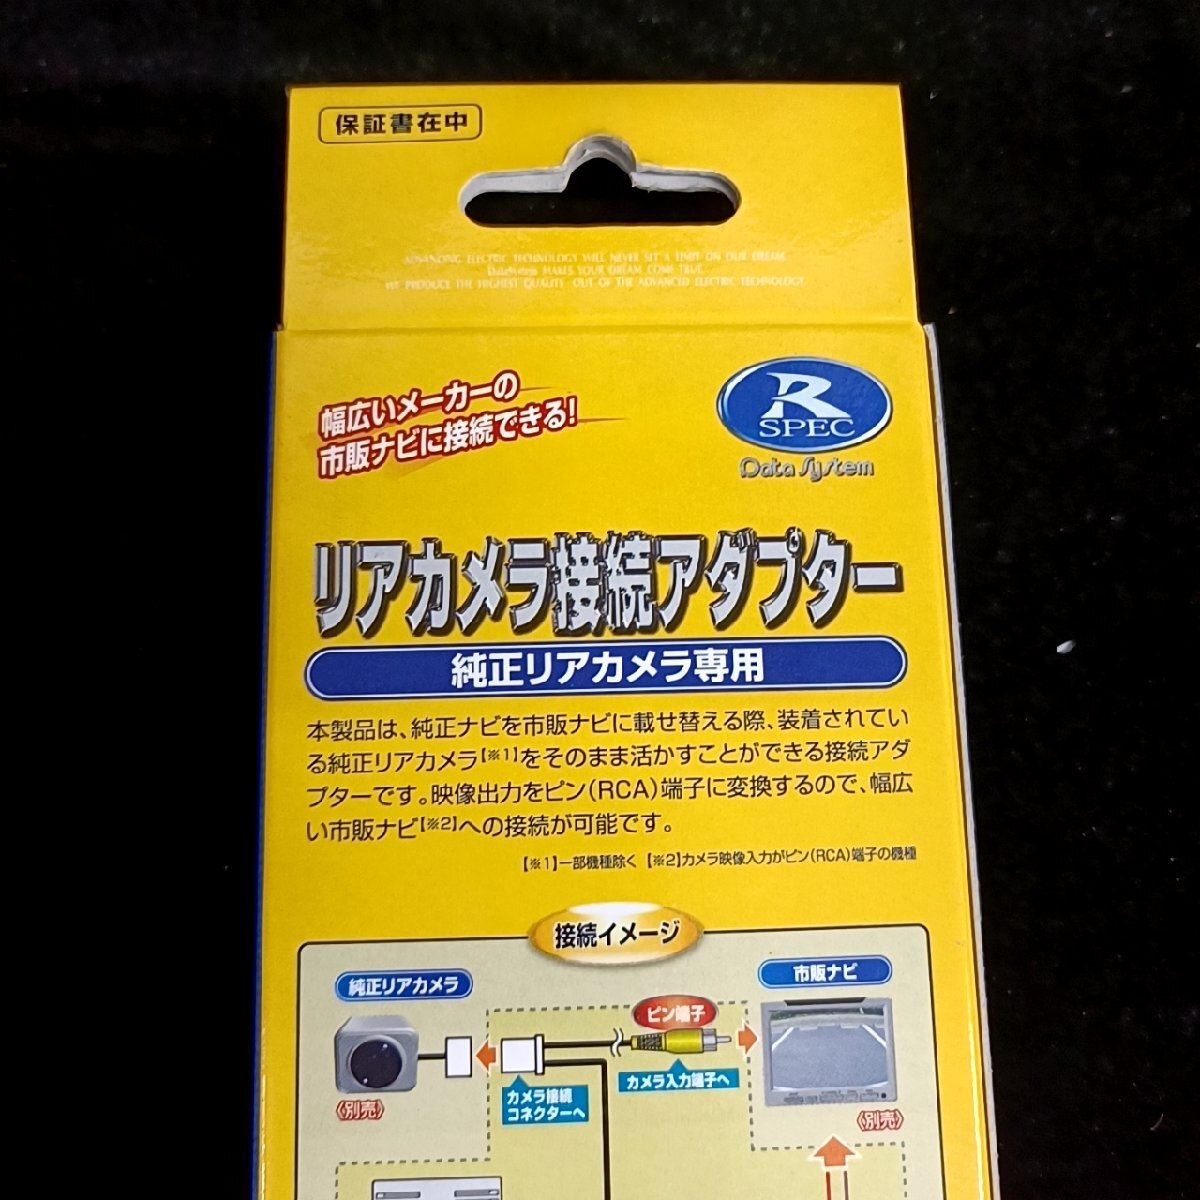 保証書在中
ADVANCING ELECTRIC TECHNOLOGY WILL NEVER SET A LIMIT ON OUR DREAM.
DataSystem MAKES YOUR DREAM COME TRUE.
WE PRODUCE THE HIGHEST QUALITY OUT OF THE ADVANCED ELECTRIC TECHNOLOGY.
幅広いメーカーの
市販ナビに接続できる!
R
SPEC
Data System
リアカメラ接続アダプター
純正リアカメラ専用
本製品は、純正ナビを市販ナビに載せ替える際、装着されてい
る純正リアカメラ【※1】をそのまま活かすことができる接続アダ
プターです。映像出力をピン(RCA)端子に変換するので、幅広
い市販ナビ【※2】への接続が可能です。
【※1】一部機種除く 【※2】カメラ映像入力がピン(RCA)端子の機種
接続イメージ
純正リアカメラ
市販ナビ
ピン端子
カメラ接続
コネクターへ
カメラ入力端子へ
《別売》
《別売》